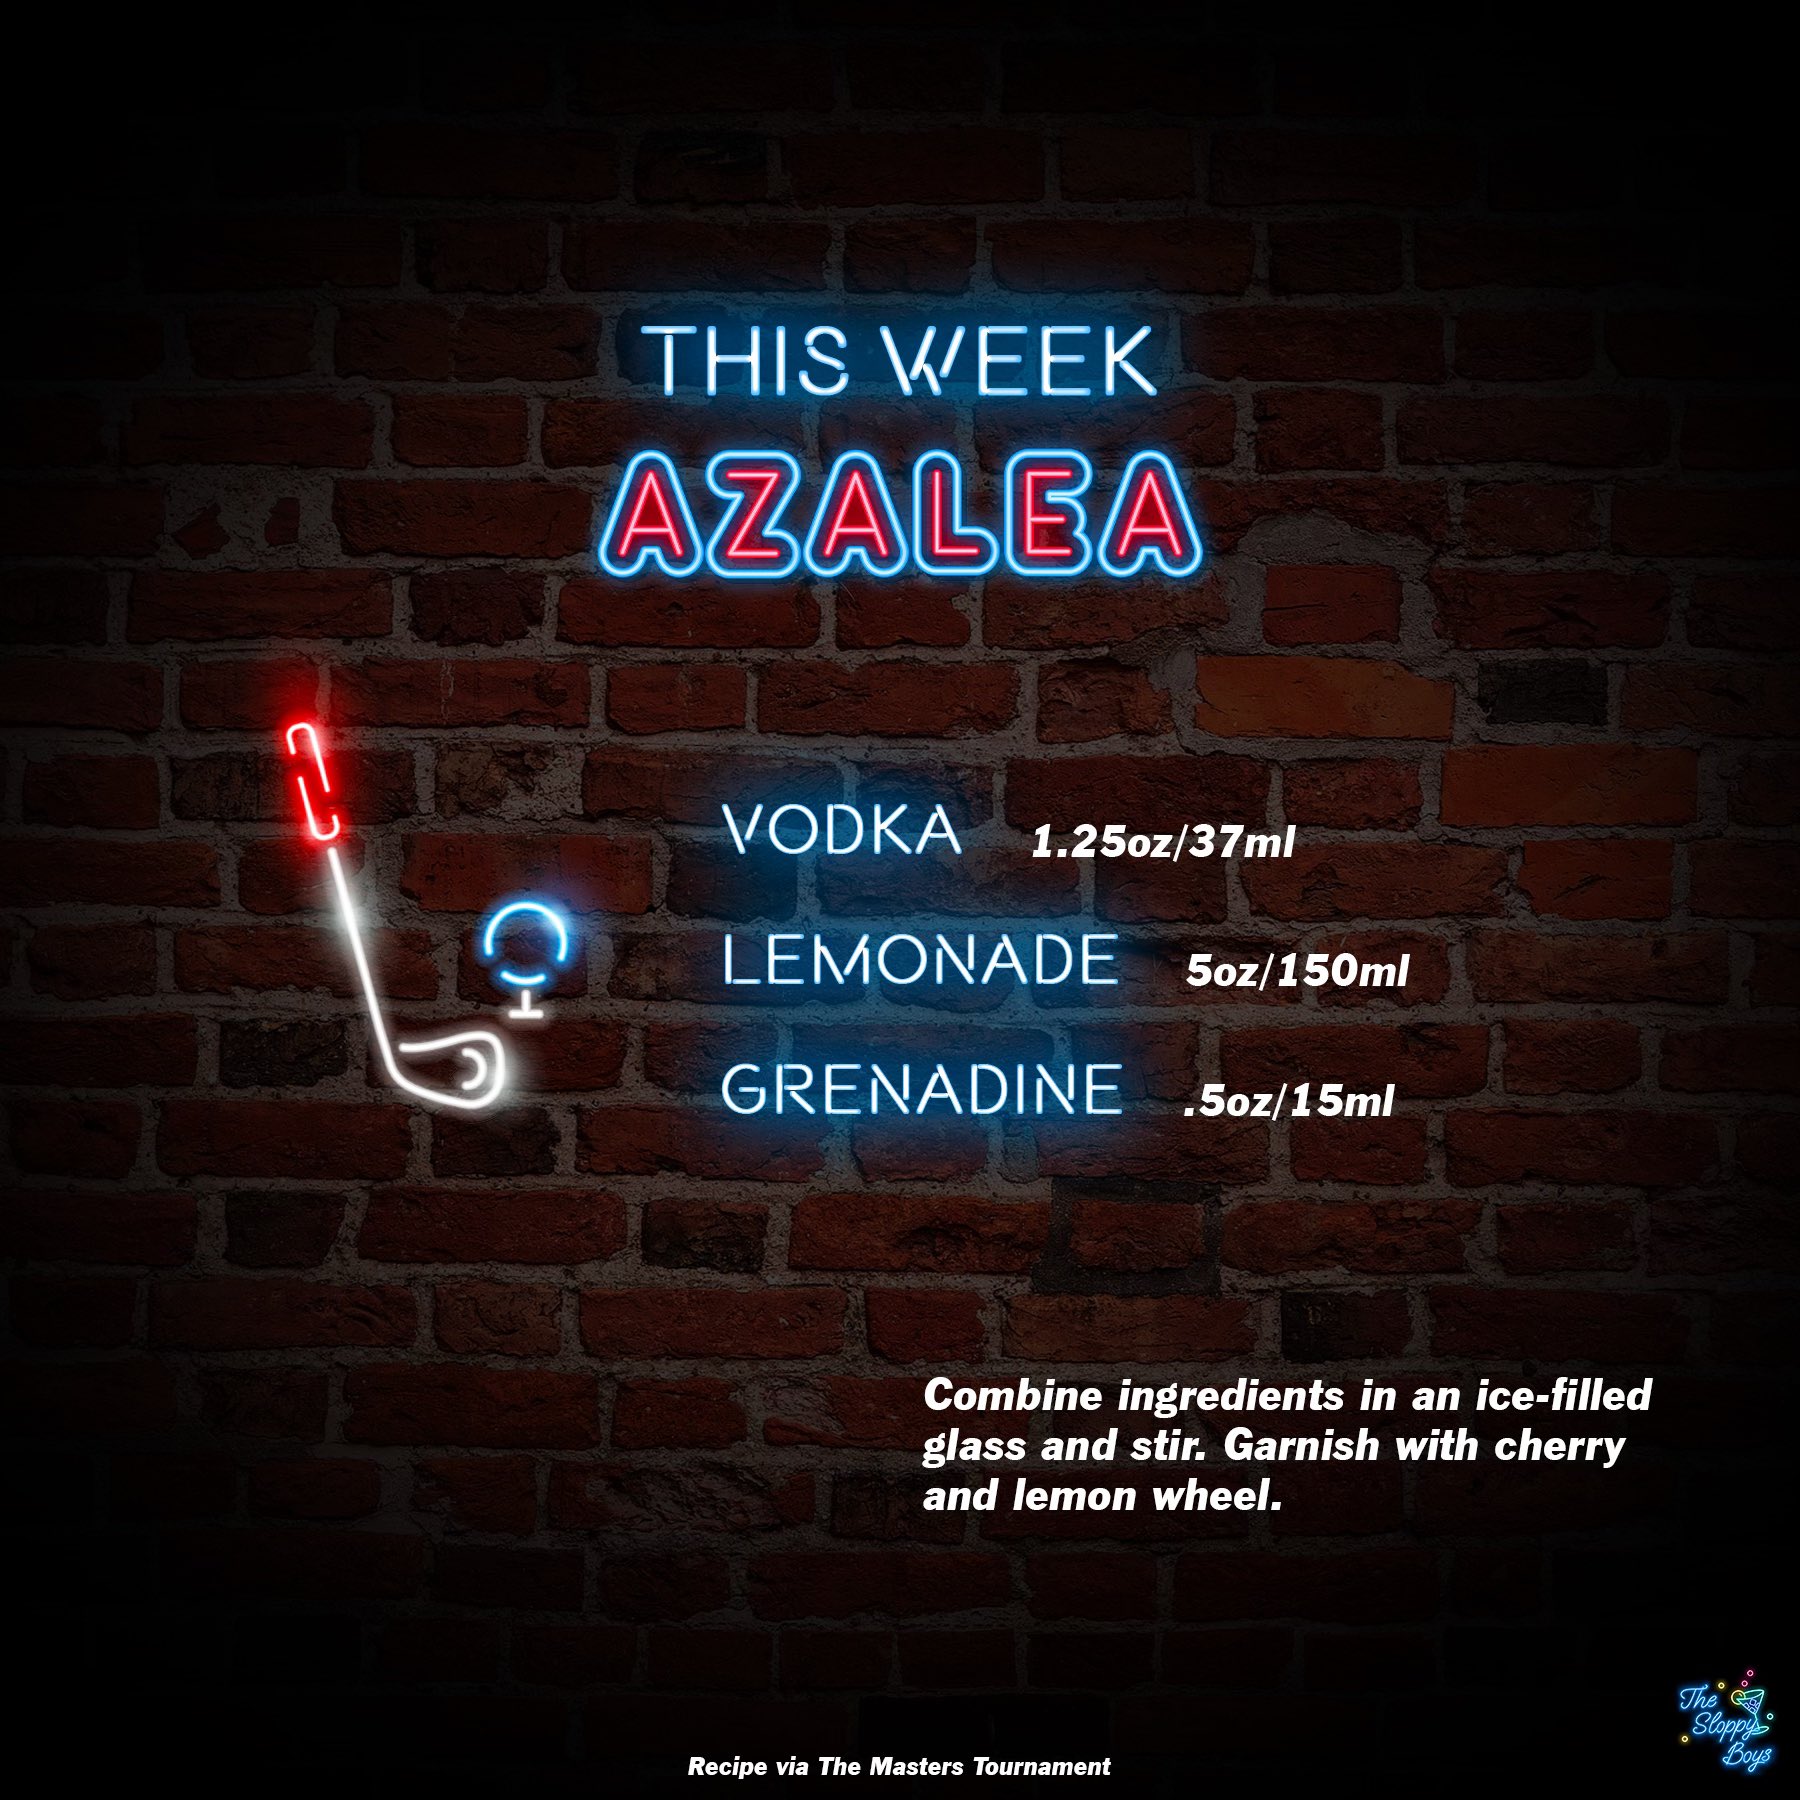 THIS WEEK
AZALEA
VODKA 1.25oz/37ml
LEMONADE 5oz/150ml
GRENADINE .5oz/15ml
Combine ingredients in an ice-filled
glass and stir. Garnish with cherry
and lemon wheel.
Recipe via The Masters Tournament
The
Sloppy
Boys